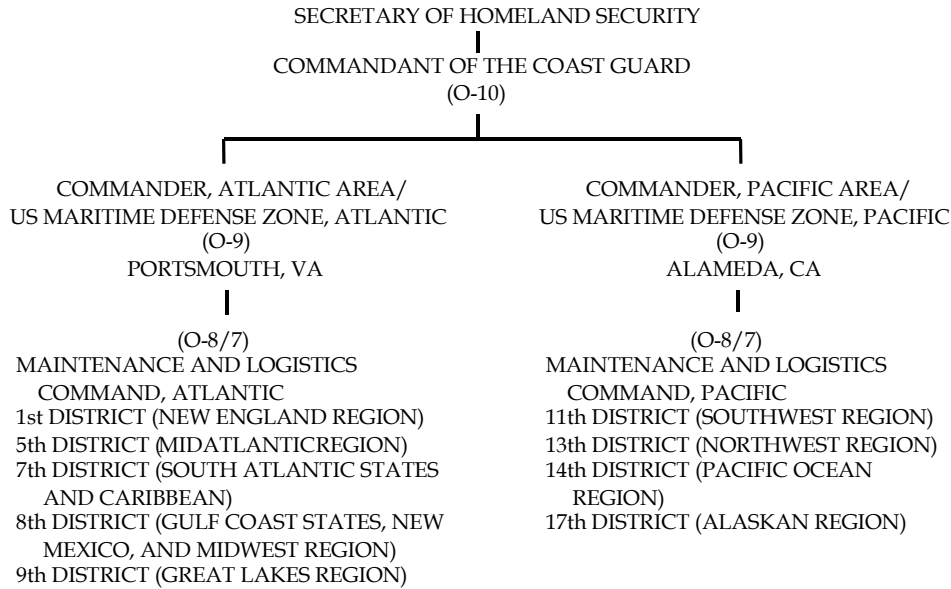 SECRETARY OF HOMELAND SECURITY
COMMANDANT OF THE COAST GUARD
(O-10)
COMMANDER, ATLANTIC AREA/
US MARITIME DEFENSE ZONE, ATLANTIC
(O-9)
PORTSMOUTH, VA
(O-8/7)
MAINTENANCE AND LOGISTICS
COMMAND, ATLANTIC
1st DISTRICT (NEW ENGLAND REGION)
5th DISTRICT (MIDATLANTICREGION)
7th DISTRICT (SOUTH ATLANTIC STATES
AND CARIBBEAN)
8th DISTRICT (GULF COAST STATES, NEW
MEXICO, AND MIDWEST REGION)
9th DISTRICT (GREAT LAKES REGION)
COMMANDER, PACIFIC AREA/
US MARITIME DEFENSE ZONE, PACIFIC
(O-9)
ALAMEDA, CA
(O-8/7)
MAINTENANCE AND LOGISTICS
COMMAND, PACIFIC
11th DISTRICT (SOUTHWEST REGION)
13th DISTRICT (NORTHWEST REGION)
14th DISTRICT (PACIFIC OCEAN
REGION)
17th DISTRICT (ALASKAN REGION)